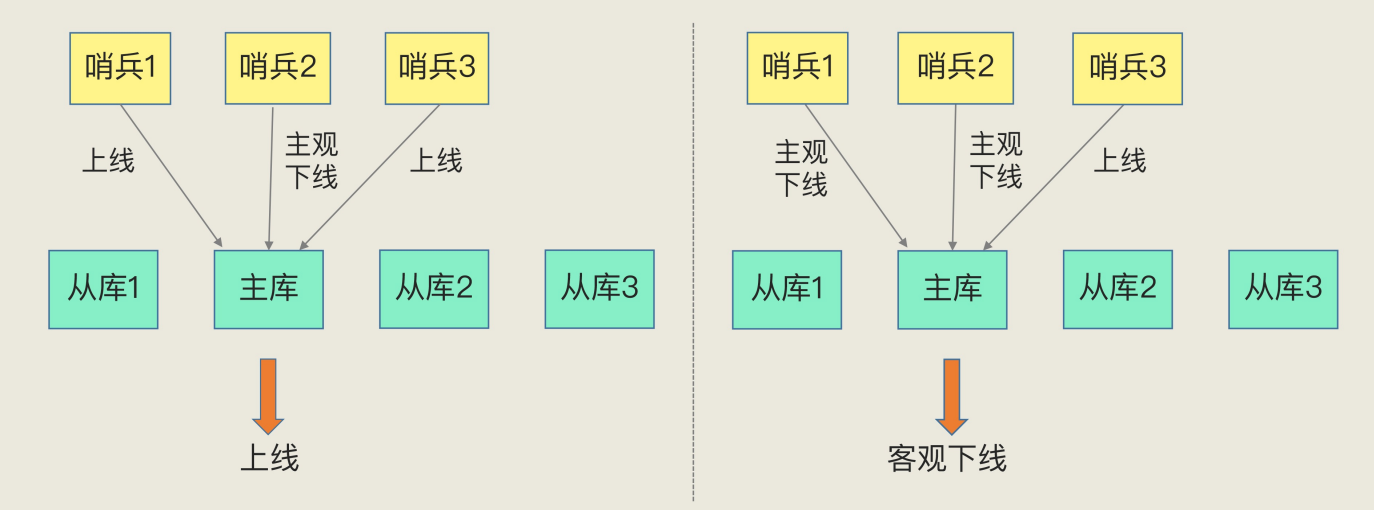 哨兵1
哨兵2
哨兵3
上线
主观
下线
上线
从库1
主库
从库2
从库3
上线
哨兵1
哨兵2
哨兵3
主观
下线
主观
下线
上线
从库1
主库
从库2
从库3
客观下线